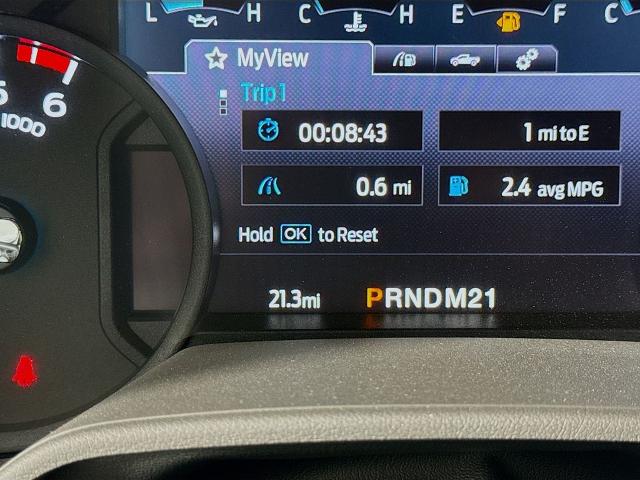 L H C H E F C
MyView
5 6
x1000
Trip 1
00:08:43 1 mi to E
0.6 mi 2.4 avg MPG
Hold OK to Reset
21.3mi PRNDM21